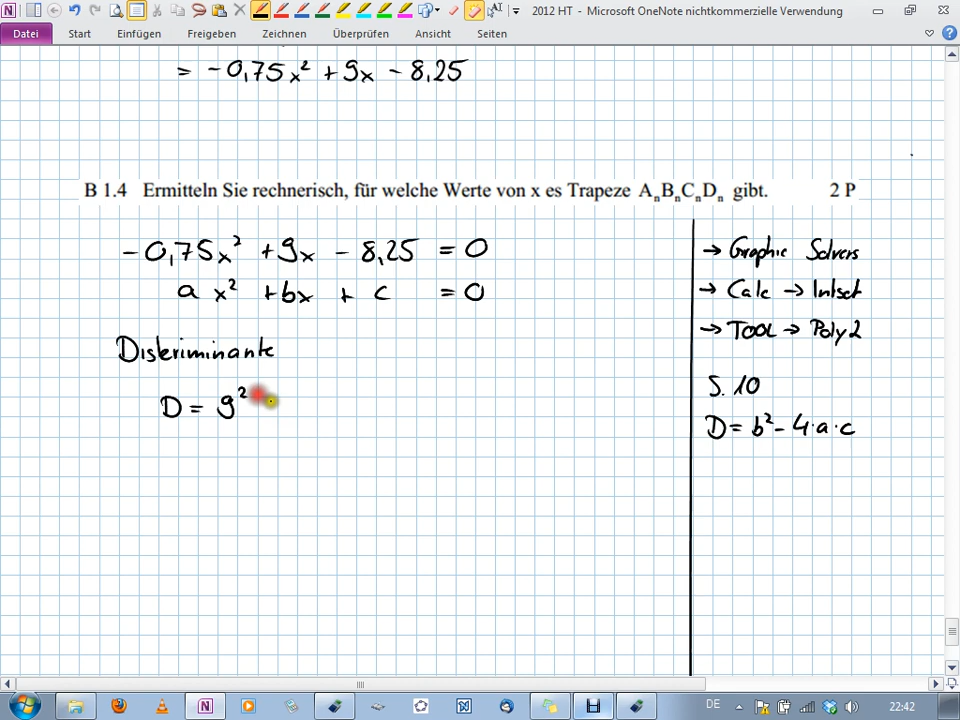 2012 HT - Microsoft OneNote nichtkommerzielle Verwendung
Datei Start Einfügen Freigeben Zeichnen Überprüfen Ansicht Seiten
= -0,75x² + 9x - 8,25
B 1.4 Ermitteln Sie rechnerisch, für welche Werte von x es Trapeze AₙBₙCₙDₙ gibt. 2 P
-0,75x² + 9x - 8,25 = 0
a x² + bx + c = 0
Diskriminante
D = 9²
→ Graphic Solvers
→ Calc → Intsct
→ TOOL → Poly2
S. 10
D = b² - 4·a·c
DE 22:42